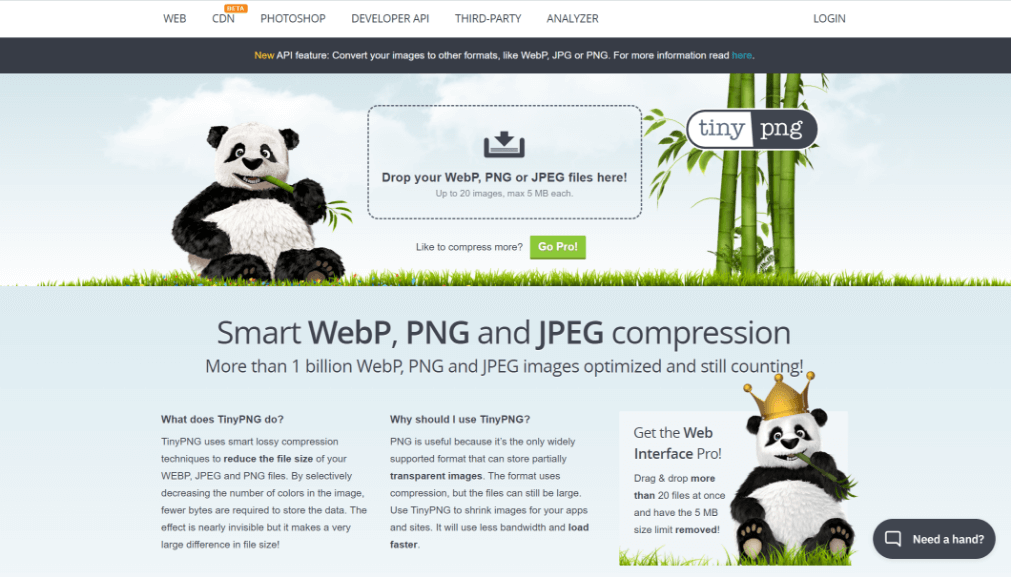 WEB CDN BETA PHOTOSHOP DEVELOPER API THIRD-PARTY ANALYZER LOGIN
New API feature: Convert your images to other formats, like WebP, JPG or PNG. For more information read here.
tiny png
Drop your WebP, PNG or JPEG files here!
Up to 20 images, max 5 MB each.
Like to compress more? Go Pro!
Smart WebP, PNG and JPEG compression
More than 1 billion WebP, PNG and JPEG images optimized and still counting!
What does TinyPNG do?
TinyPNG uses smart lossy compression
techniques to reduce the file size of your
WEBP, JPEG and PNG files. By selectively
decreasing the number of colors in the image,
fewer bytes are required to store the data. The
effect is nearly invisible but it makes a very
large difference in file size!
Why should I use TinyPNG?
PNG is useful because it's the only widely
supported format that can store partially
transparent images. The format uses
compression, but the files can still be large.
Use TinyPNG to shrink images for your apps
and sites. It will use less bandwidth and load
faster.
Get the Web
Interface Pro!
Drag & drop more
than 20 files at once
and have the 5 MB
size limit removed!
Need a hand?